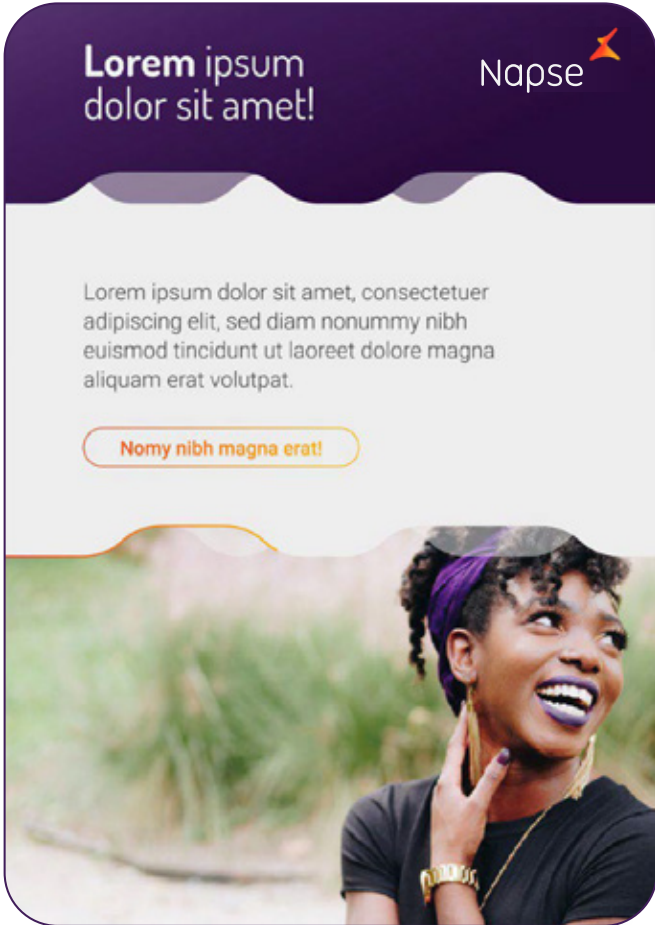 Lorem ipsum
dolor sit amet!
Napse
Lorem ipsum dolor sit amet, consectetuer
adipiscing elit, sed diam nonummy nibh
euismod tincidunt ut laoreet dolore magna
aliquam erat volutpat.
Nomy nibh magna erat!